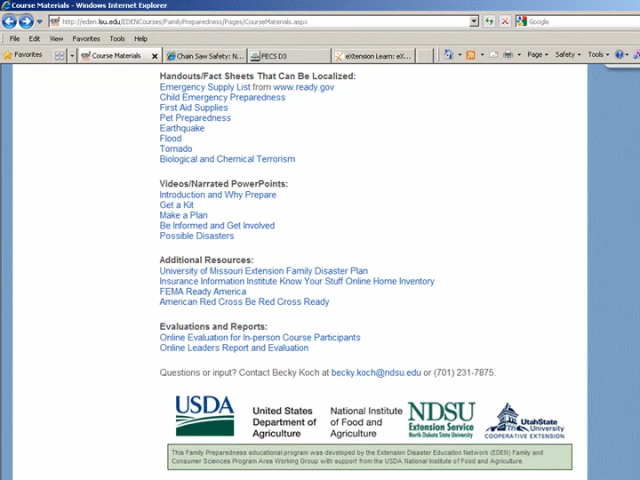 Course Materials - Windows Internet Explorer
http://eden.lsu.edu/EDENCourses/FamilyPreparedness/Pages/CourseMaterials.aspx
Google
File Edit View Favorites Tools Help
Favorites
Course Materials
Chain Saw Safety: N...
FECS D3
eXtension Learn: eX...
Page
Safety
Tools
Handouts/Fact Sheets That Can Be Localized:
Emergency Supply List from www.ready.gov
Child Emergency Preparedness
First Aid Supplies
Pet Preparedness
Earthquake
Flood
Tornado
Biological and Chemical Terrorism
Videos/Narrated PowerPoints:
Introduction and Why Prepare
Get a Kit
Make a Plan
Be Informed and Get Involved
Possible Disasters
Additional Resources:
University of Missouri Extension Family Disaster Plan
Insurance Information Institute Know Your Stuff Online Home Inventory
FEMA Ready America
American Red Cross Be Red Cross Ready
Evaluations and Reports:
Online Evaluation for In-person Course Participants
Online Leaders Report and Evaluation
Questions or input? Contact Becky Koch at becky.koch@ndsu.edu or (701) 231-7875.
USDA
United States
Department of
Agriculture
National Institute
of Food and
Agriculture
NDSU
Extension Service
North Dakota State University
UtahState
University
COOPERATIVE EXTENSION
This Family Preparedness educational program was developed by the Extension Disaster Education Network (EDEN) Family and
Consumer Sciences Program Area Working Group with support from the USDA National Institute of Food and Agriculture.